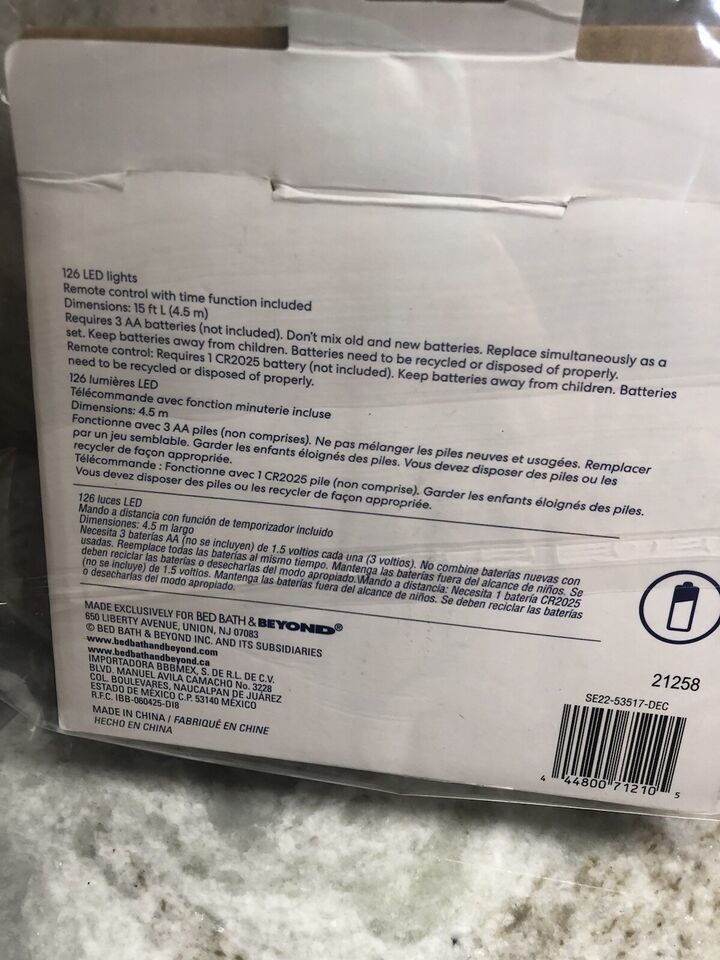 126 LED lights
Remote control with time function included
Dimensions: 15 ft L (4.5 m)
Requires 3 AA batteries (not included). Don't mix old and new batteries. Replace simultaneously as a
set. Keep batteries away from children. Batteries need to be recycled or disposed of properly.
Remote control: Requires 1 CR2025 battery (not included). Keep batteries away from children. Batteries
need to be recycled or disposed of properly.
126 lumières LED
Télécommande avec fonction minuterie incluse
Dimensions: 4.5 m
Fonctionne avec 3 AA piles (non comprises). Ne pas mélanger les piles neuves et usagées. Remplacer
par un jeu semblable. Garder les enfants éloignés des piles. Vous devez disposer des piles ou les
recycler de façon appropriée.
Télécommande : Fonctionne avec 1 CR2025 pile (non comprise). Garder les enfants éloignés des piles.
Vous devez disposer des piles ou les recycler de façon appropriée.
126 luces LED
Mando a distancia con función de temporizador incluido
Dimensiones: 4.5 m largo
Necesita 3 baterías AA (no se incluyen) de 1.5 voltios cada una (3 voltios). No combine baterías nuevas con
usadas. Reemplace todas las baterías al mismo tiempo. Mantenga las baterías fuera del alcance de niños. Se
deben reciclar las baterías o desecharlas del modo apropiado.Mando a distancia: Necesita 1 batería CR2025
(no se incluye) de 1.5 voltios. Mantenga las baterías fuera del alcance de niños. Se deben reciclar las baterías
o desecharlas del modo apropiado.
MADE EXCLUSIVELY FOR BED BATH & BEYOND®
650 LIBERTY AVENUE, UNION, NJ 07083
© BED BATH & BEYOND INC. AND ITS SUBSIDIARIES
www.bedbathandbeyond.com
www.bedbathandbeyond.ca
IMPORTADORA BBBMEX, S. DE R.L. DE C.V.
BLVD. MANUEL AVILA CAMACHO No. 3228
COL. BOULEVARES, NAUCALPAN DE JUÁREZ
ESTADO DE MÉXICO C.P. 53140 MÉXICO
R.F.C. IBB-060425-DI8
MADE IN CHINA / FABRIQUÉ EN CHINE
HECHO EN CHINA
21258
SE22-53517-DEC
4 44800 71210 5